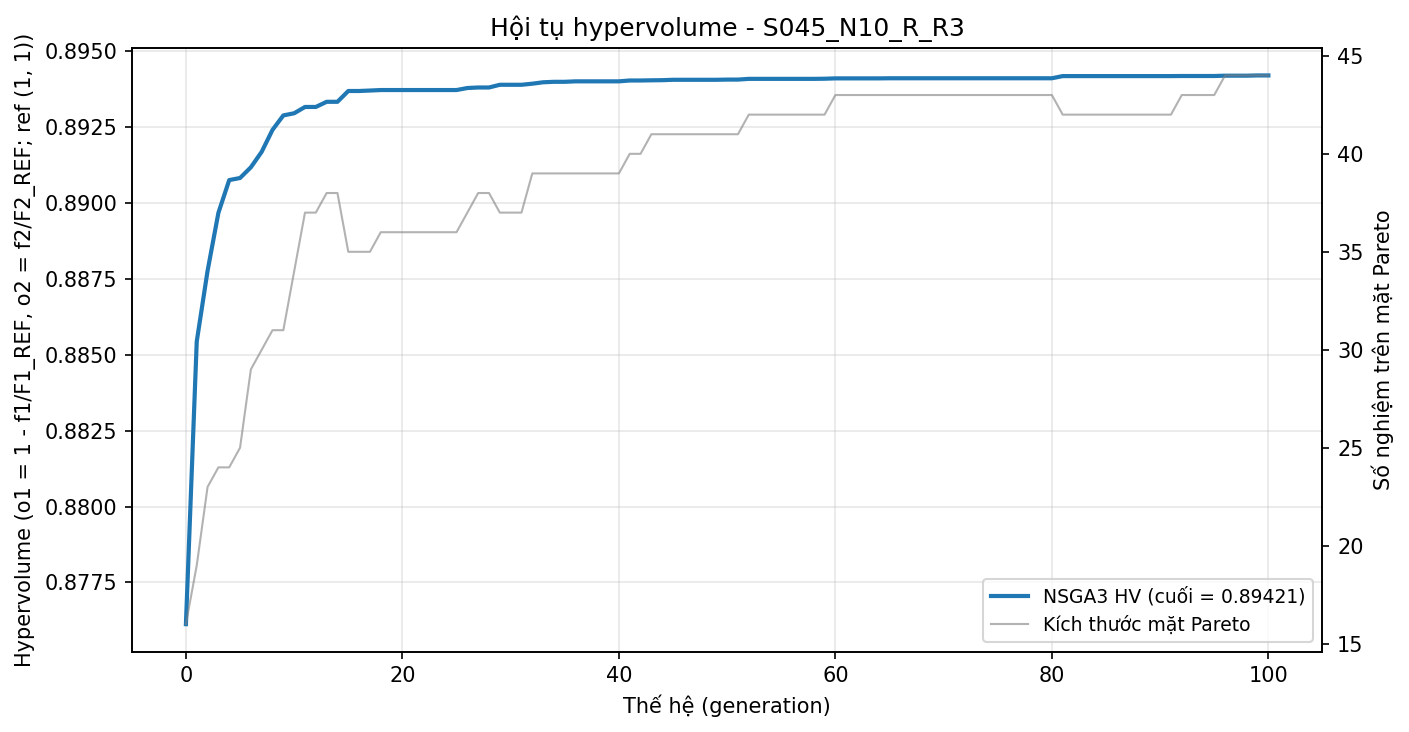 Hội tụ hypervolume - S045_N10_R_R3
Hypervolume (o1 = 1 - f1/F1_REF, o2 = f2/F2_REF; ref (1, 1))
0.8950
0.8925
0.8900
0.8875
0.8850
0.8825
0.8800
0.8775
45
40
35
30
25
20
15
Số nghiệm trên mặt Pareto
NSGA3 HV (cuối = 0.89421)
Kích thước mặt Pareto
0 20 40 60 80 100
Thế hệ (generation)